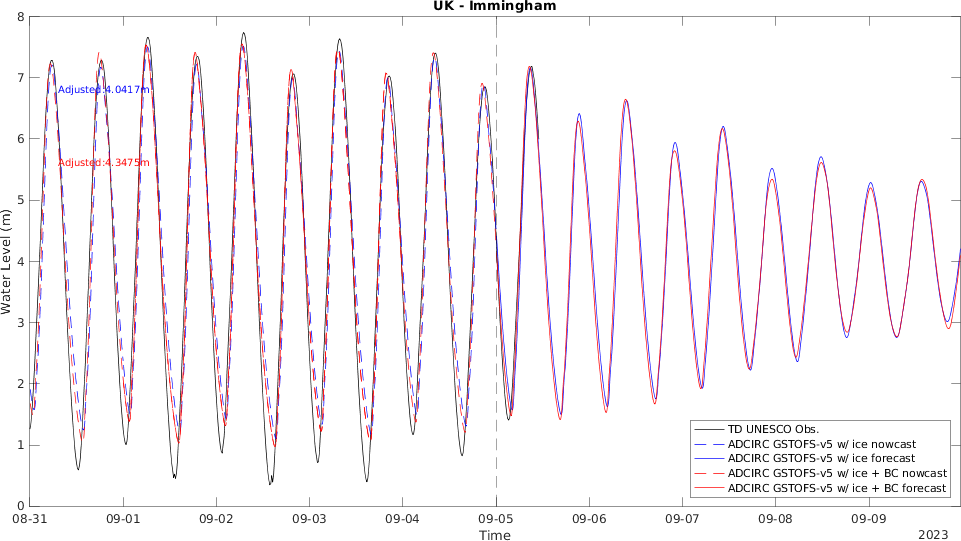 UK - Immingham
8
7
6
5
4
3
2
1
0
Water Level (m)
Adjusted:4.0417m
Adjusted:4.3475m
TD UNESCO Obs.
ADCIRC GSTOFS-v5 w/ ice nowcast
ADCIRC GSTOFS-v5 w/ ice forecast
ADCIRC GSTOFS-v5 w/ ice + BC nowcast
ADCIRC GSTOFS-v5 w/ ice + BC forecast
08-31 09-01 09-02 09-03 09-04 09-05 09-06 09-07 09-08 09-09
Time
2023